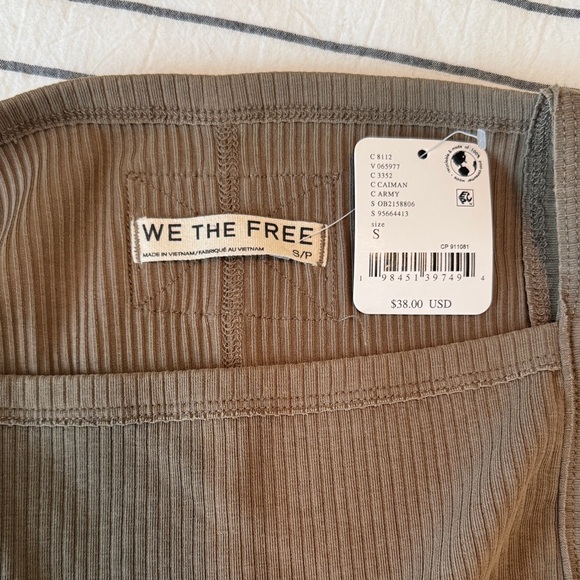 WE THE FREE
MADE IN VIETNAM/FABRIQUÉ AU VIETNAM
S/P
C 8112
V 065977
C 3352
C CAIMAN
C ARMY
S OB2158806
S 95664413
size
S
CP 911081
1 98451 39749 4
$38.00 USD